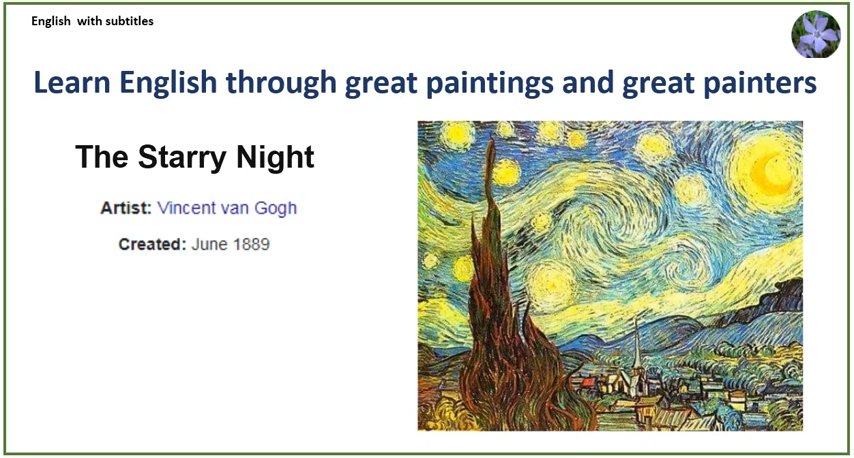 English with subtitles
Learn English through great paintings and great painters
The Starry Night
Artist: Vincent van Gogh
Created: June 1889